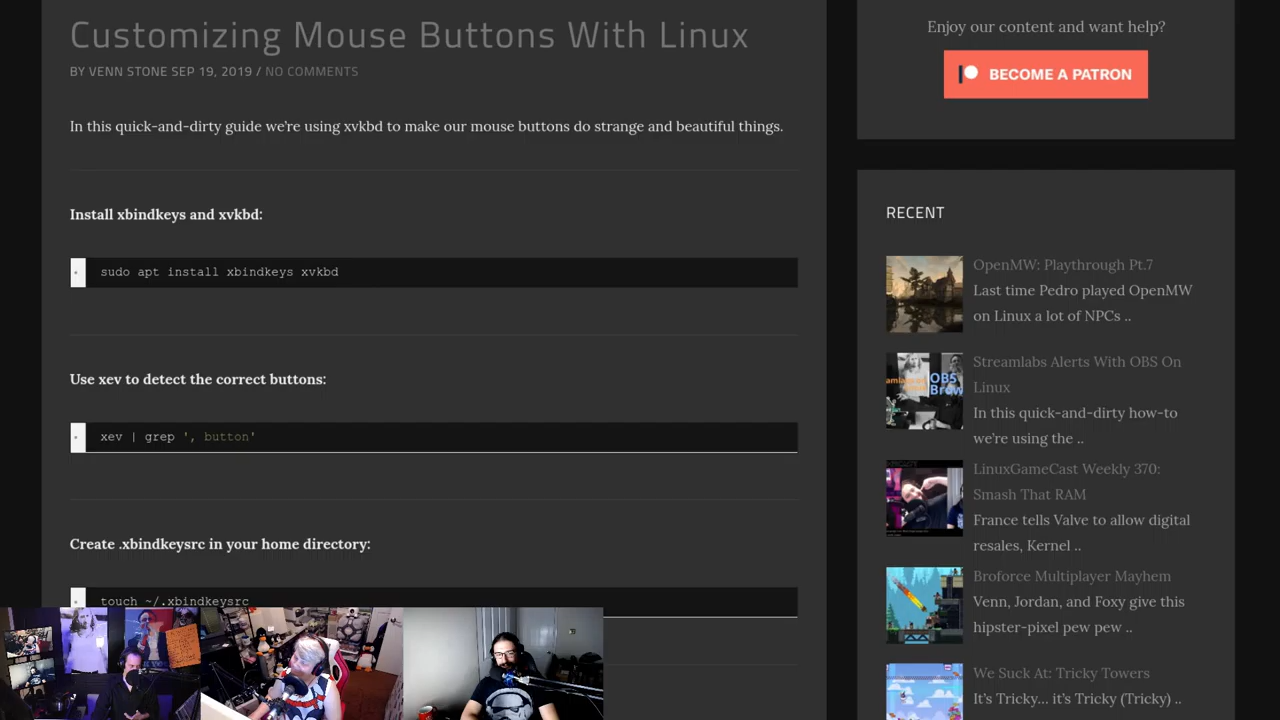 Customizing Mouse Buttons With Linux
BY VENN STONE SEP 19, 2019 / NO COMMENTS
In this quick-and-dirty guide we're using xvkbd to make our mouse buttons do strange and beautiful things.
Install xbindkeys and xvkbd:
sudo apt install xbindkeys xvkbd
Use xev to detect the correct buttons:
xev | grep ', button'
Create .xbindkeysrc in your home directory:
touch ~/.xbindkeysrc
Enjoy our content and want help?
BECOME A PATRON
RECENT
OpenMW: Playthrough Pt.7
Last time Pedro played OpenMW
on Linux a lot of NPCs ..
Streamlabs Alerts With OBS On
Linux
In this quick-and-dirty how-to
we're using the ..
LinuxGameCast Weekly 370:
Smash That RAM
France tells Valve to allow digital
resales, Kernel ..
Broforce Multiplayer Mayhem
Venn, Jordan, and Foxy give this
hipster-pixel pew pew ..
We Suck At: Tricky Towers
It's Tricky... it's Tricky (Tricky) ..